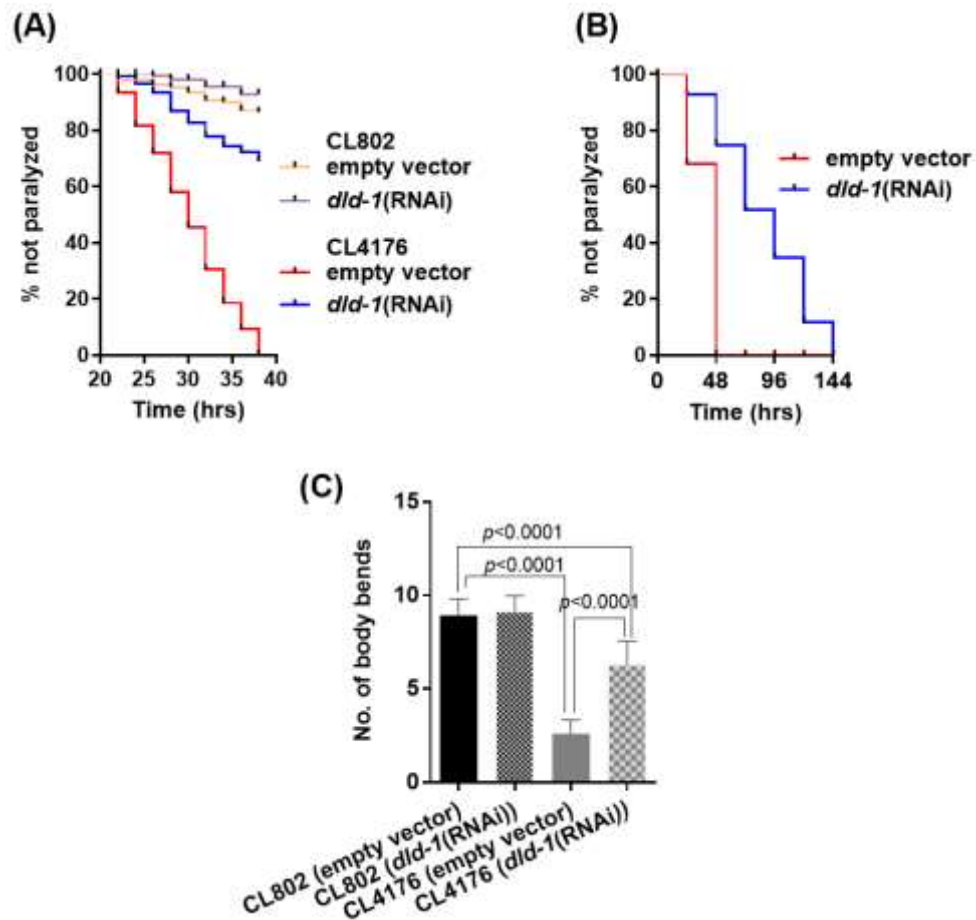 (A)
100
80
60
40
20
0
% not paralyzed
20 25 30 35 40
Time (hrs)
CL802
empty vector
dld-1(RNAi)
CL4176
empty vector
dld-1(RNAi)
(B)
100
80
60
40
20
0
% not paralyzed
0 48 96 144
Time (hrs)
empty vector
dld-1(RNAi)
(C)
15
10
5
0
No. of body bends
p<0.0001
p<0.0001
p<0.0001
CL802 (empty vector)
CL802 (dld-1(RNAi))
CL4176 (empty vector)
CL4176 (dld-1(RNAi))